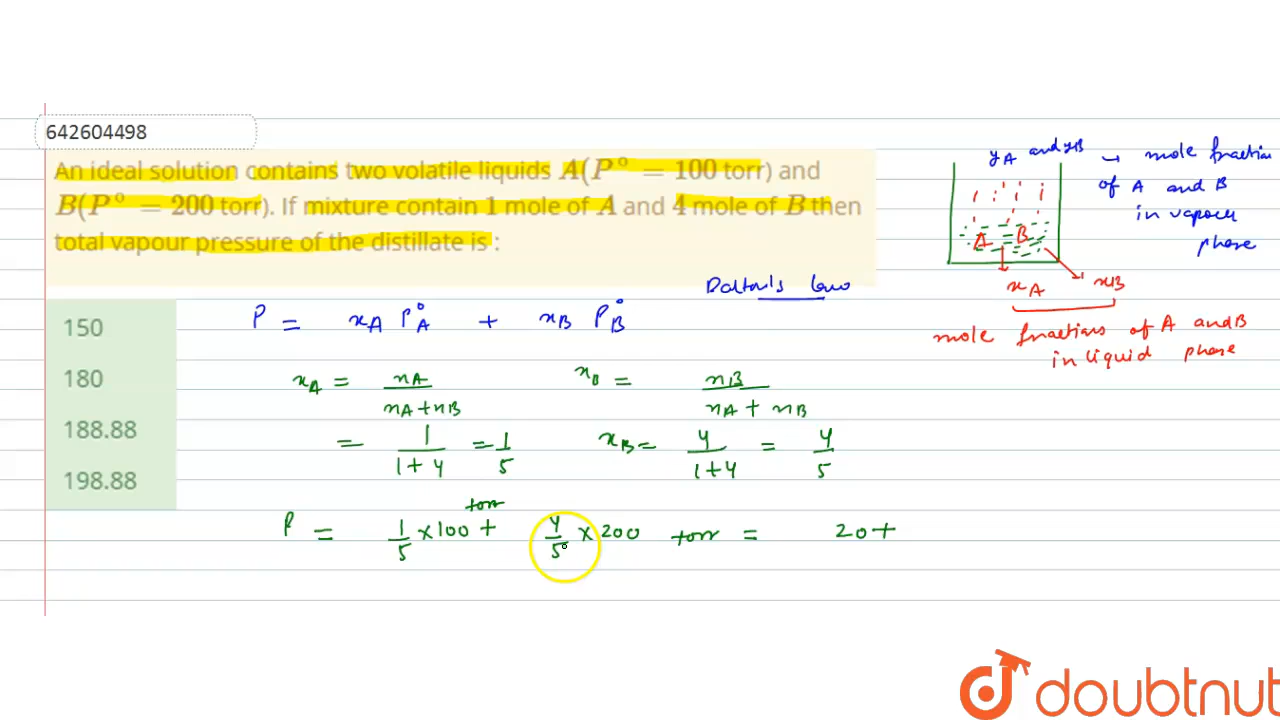 642604498
An ideal solution contains two volatile liquids A(P° = 100 torr) and
B(P° = 200 torr). If mixture contain 1 mole of A and 4 mole of B then
total vapour pressure of the distillate is :
150
180
188.88
198.88
Dalton's law
P = xA P°A + xB P°B
xA = nA/(nA+nB) xB = nB/(nA+nB)
= 1/(1+4) = 1/5 xB = 4/(1+4) = 4/5
P = 1/5 × 100 torr + 4/5 × 200 torr = 20 +
yA and yB → mole fraction
of A and B
in vapour
phase
A B
xA xB
mole fractions of A and B
in liquid phase
doubtnut